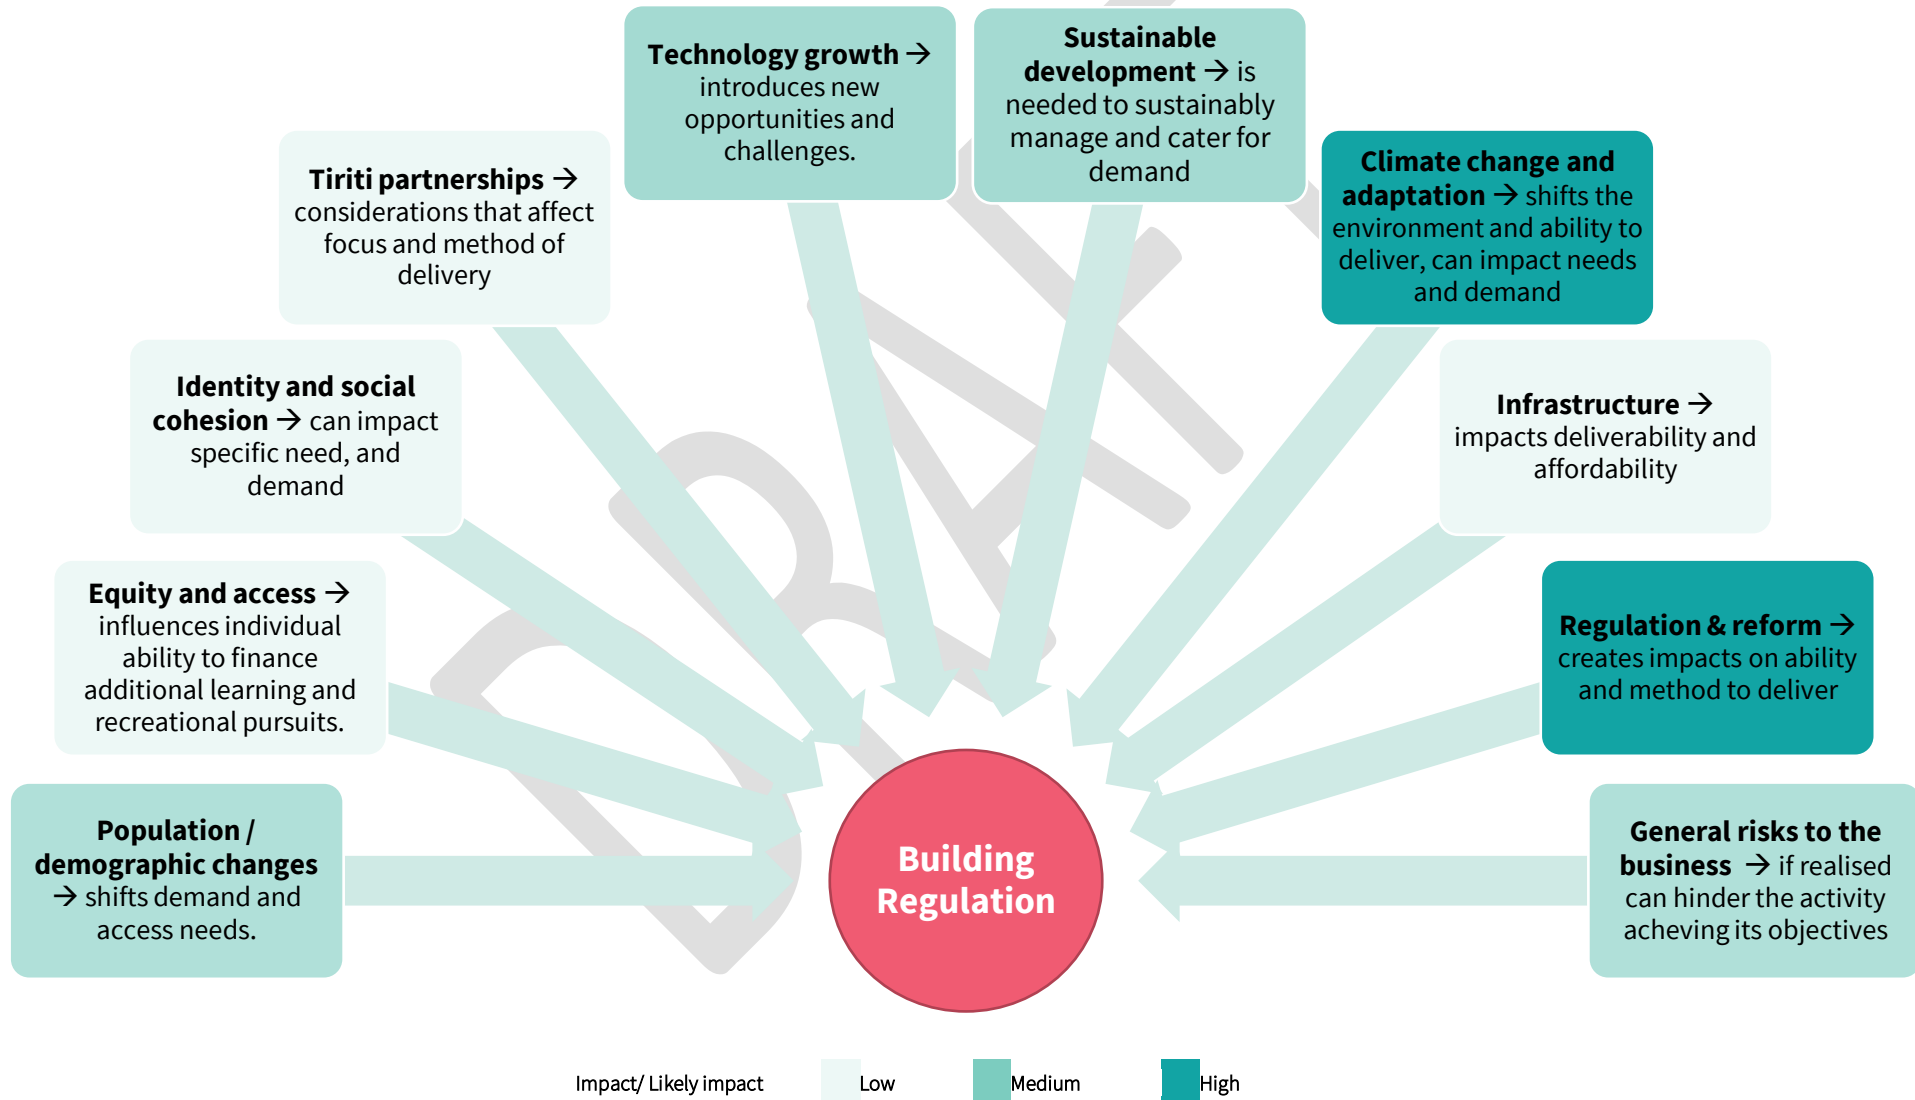 Technology growth →
introduces new
opportunities and
challenges.
Sustainable
development → is
needed to sustainably
manage and cater for
demand
Tiriti partnerships →
considerations that affect
focus and method of
delivery
Climate change and
adaptation → shifts the
environment and ability to
deliver, can impact needs
and demand
Identity and social
cohesion → can impact
specific need, and
demand
Infrastructure →
impacts deliverability and
affordability
Equity and access →
influences individual
ability to finance
additional learning and
recreational pursuits.
Regulation & reform →
creates impacts on ability
and method to deliver
Population /
demographic changes
→ shifts demand and
access needs.
General risks to the
business → if realised
can hinder the activity
acheving its objectives
Building
Regulation
DRAFT
Impact/ Likely impact Low Medium High